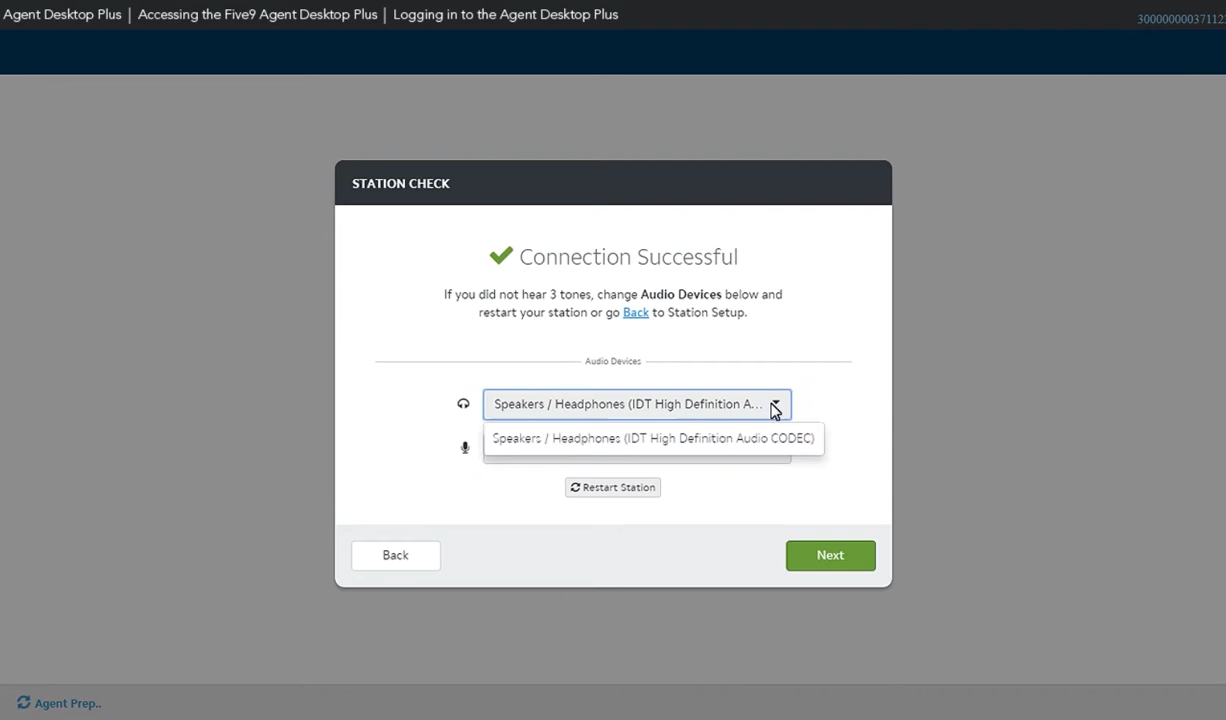 Agent Desktop Plus | Accessing the Five9 Agent Desktop Plus | Logging in to the Agent Desktop Plus
STATION CHECK
Connection Successful
If you did not hear 3 tones, change Audio Devices below and
restart your station or go Back to Station Setup.
Audio Devices
Speakers / Headphones (IDT High Definition A...
Speakers / Headphones (IDT High Definition Audio CODEC)
Restart Station
Back
Next
Agent Prep..